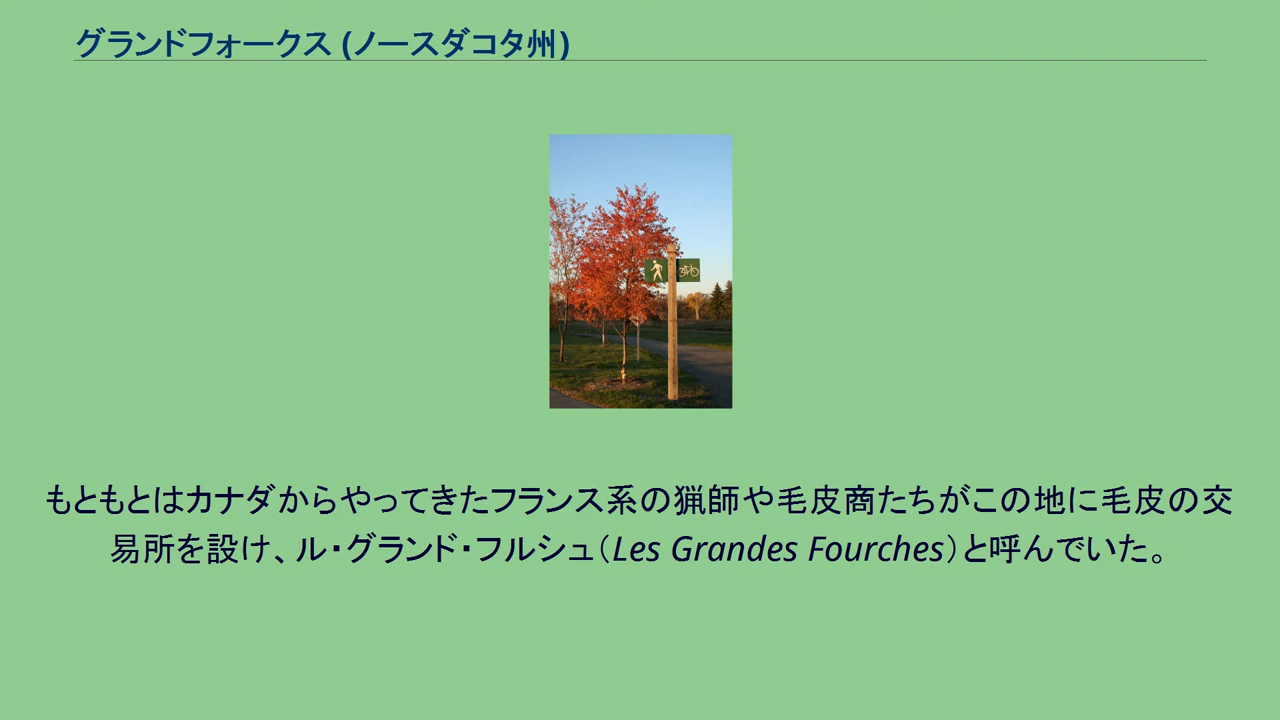 グランドフォークス (ノースダコタ州)
もともとはカナダからやってきたフランス系の猟師や毛皮商たちがこの地に毛皮の交
易所を設け、ル・グランド・フルシュ（Les Grandes Fourches）と呼んでいた。